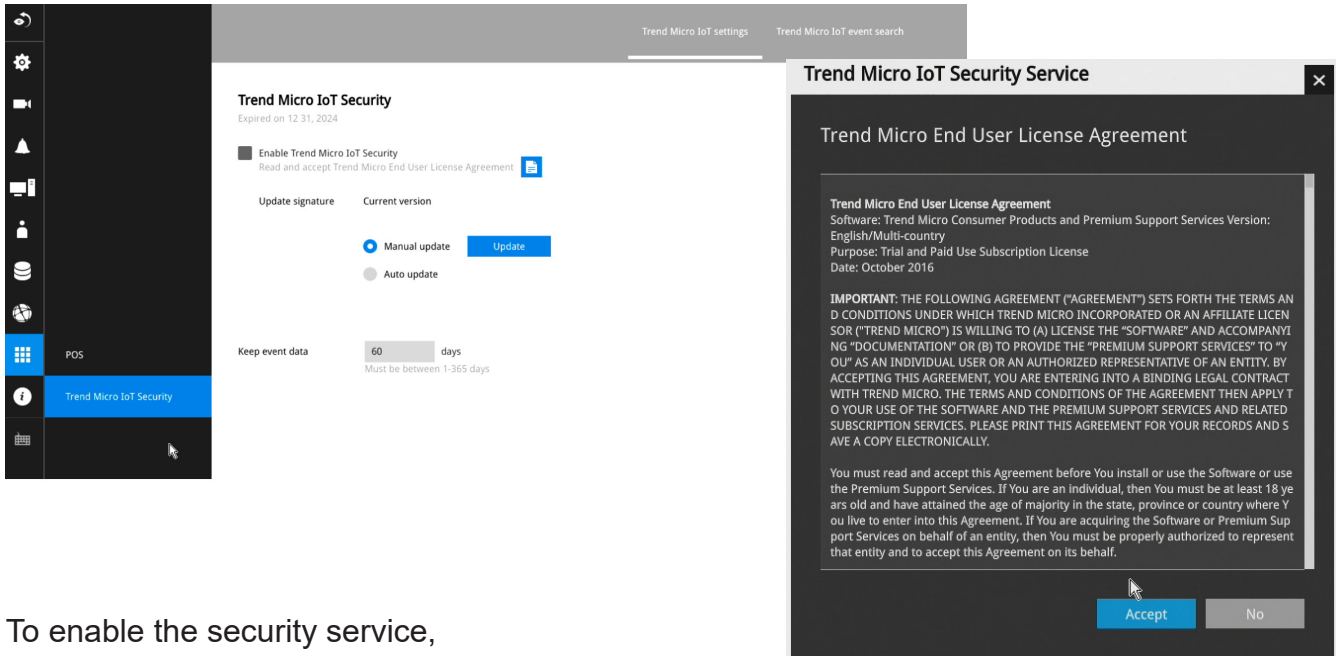 Trend Micro IoT settings Trend Micro IoT event search
Trend Micro IoT Security
Expired on 12 31, 2024
Enable Trend Micro IoT Security
Read and accept Trend Micro End User License Agreement
Update signature Current version
Manual update Update
Auto update
Keep event data 60 days
Must be between 1-365 days
POS
Trend Micro IoT Security
Trend Micro IoT Security Service
Trend Micro End User License Agreement
Trend Micro End User License Agreement
Software: Trend Micro Consumer Products and Premium Support Services Version:
English/Multi-country
Purpose: Trial and Paid Use Subscription License
Date: October 2016
IMPORTANT: THE FOLLOWING AGREEMENT ("AGREEMENT") SETS FORTH THE TERMS AN
D CONDITIONS UNDER WHICH TREND MICRO INCORPORATED OR AN AFFILIATE LICEN
SOR ("TREND MICRO") IS WILLING TO (A) LICENSE THE “SOFTWARE” AND ACCOMPANYI
NG “DOCUMENTATION” OR (B) TO PROVIDE THE “PREMIUM SUPPORT SERVICES” TO “Y
OU” AS AN INDIVIDUAL USER OR AN AUTHORIZED REPRESENTATIVE OF AN ENTITY. BY
ACCEPTING THIS AGREEMENT, YOU ARE ENTERING INTO A BINDING LEGAL CONTRACT
WITH TREND MICRO. THE TERMS AND CONDITIONS OF THE AGREEMENT THEN APPLY T
O YOUR USE OF THE SOFTWARE AND THE PREMIUM SUPPORT SERVICES AND RELATED
SUBSCRIPTION SERVICES. PLEASE PRINT THIS AGREEMENT FOR YOUR RECORDS AND S
AVE A COPY ELECTRONICALLY.
You must read and accept this Agreement before You install or use the Software or use
the Premium Support Services. If You are an individual, then You must be at least 18 ye
ars old and have attained the age of majority in the state, province or country where Y
ou live to enter into this Agreement. If You are acquiring the Software or Premium Sup
port Services on behalf of an entity, then You must be properly authorized to represent
that entity and to accept this Agreement on its behalf.
Accept No
To enable the security service,